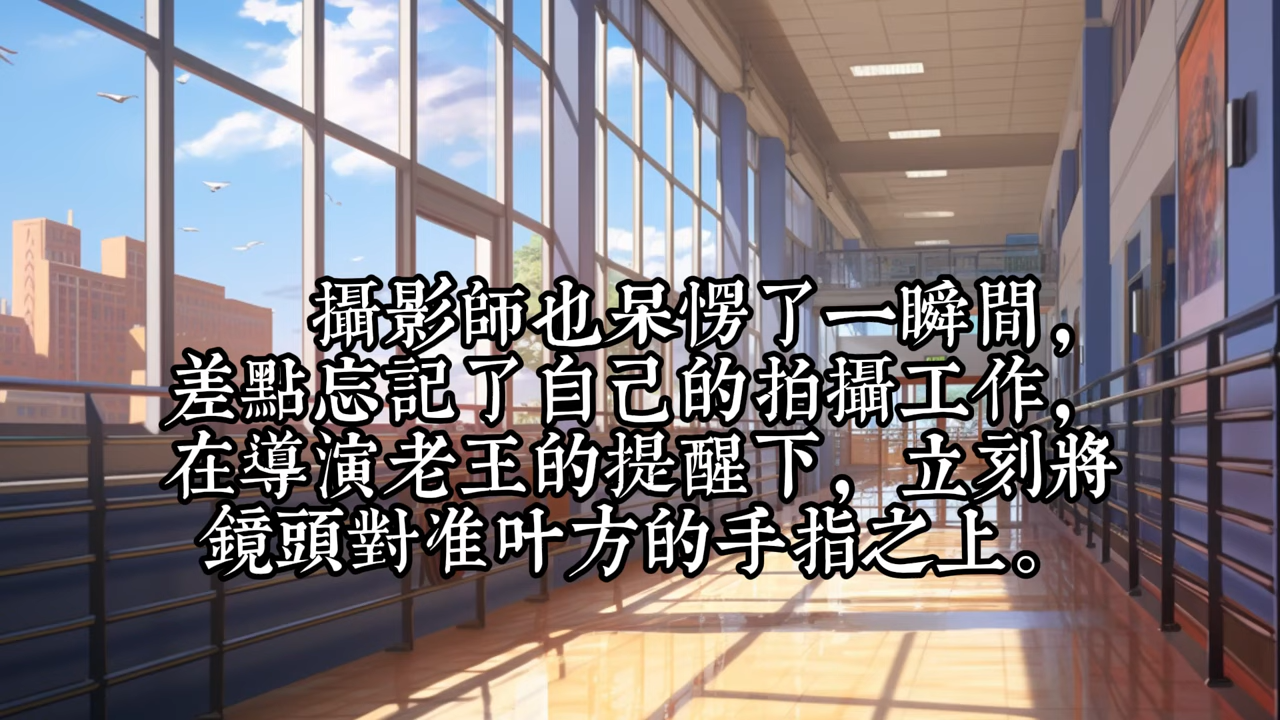 攝影師也呆愣了一瞬間，
差點忘記了自己的拍攝工作，
在導演老王的提醒下，立刻將
鏡頭對准叶方的手指之上。